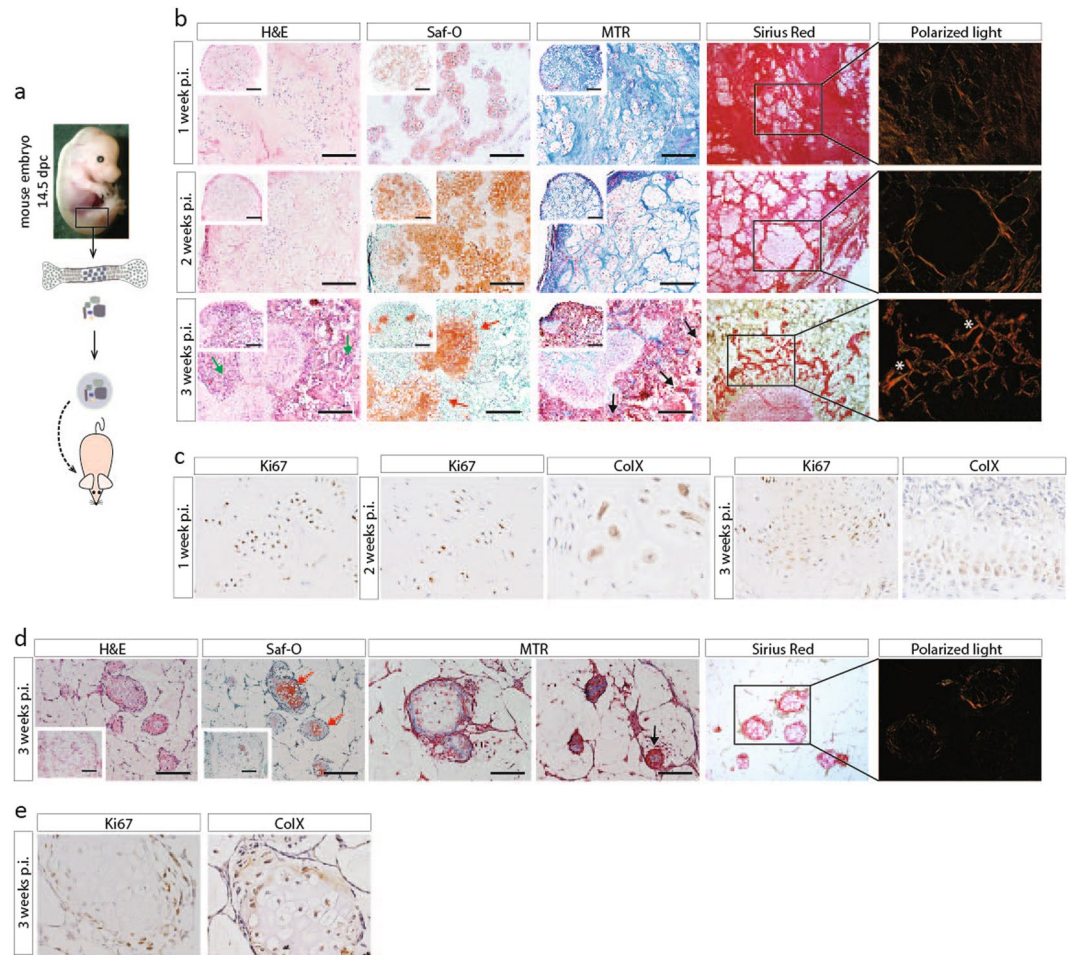 a
mouse embryo
14.5 dpc
b
H&E
Saf-O
MTR
Sirius Red
Polarized light
1 week p.i.
2 weeks p.i.
3 weeks p.i.
*
*
c
Ki67
Ki67
ColX
Ki67
ColX
1 week p.i.
2 weeks p.i.
3 weeks p.i.
d
H&E
Saf-O
MTR
Sirius Red
Polarized light
3 weeks p.i.
e
Ki67
ColX
3 weeks p.i.